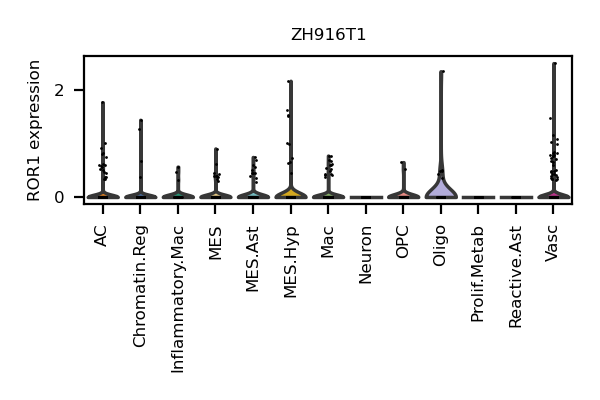 ZH916T1
ROR1 expression
2
0
AC
Chromatin.Reg
Inflammatory.Mac
MES
MES.Ast
MES.Hyp
Mac
Neuron
OPC
Oligo
Prolif.Metab
Reactive.Ast
Vasc